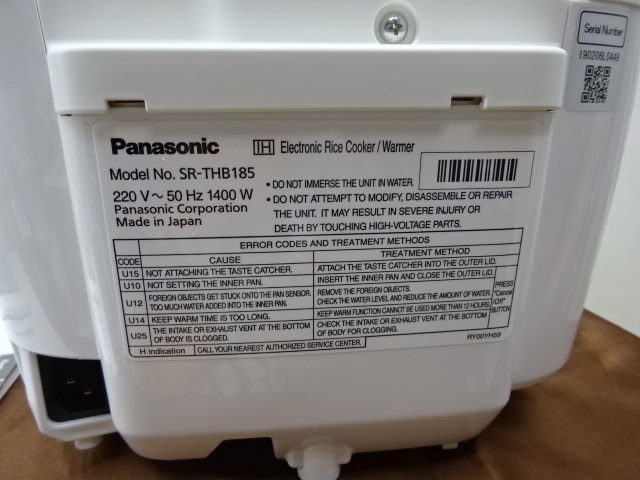 Serial Number
190206L0449
Panasonic
IH Electronic Rice Cooker / Warmer
Model No. SR-THB185
220 V ~ 50 Hz 1400 W
Panasonic Corporation
Made in Japan
• DO NOT IMMERSE THE UNIT IN WATER.
• DO NOT ATTEMPT TO MODIFY, DISASSEMBLE OR REPAIR
THE UNIT. IT MAY RESULT IN SEVERE INJURY OR
DEATH BY TOUCHING HIGH-VOLTAGE PARTS.
ERROR CODES AND TREATMENT METHODS
CODE CAUSE TREATMENT METHOD
U15 NOT ATTACHING THE TASTE CATCHER. ATTACH THE TASTE CATCHER INTO THE OUTER LID.
U10 NOT SETTING THE INNER PAN. INSERT THE INNER PAN AND CLOSE THE OUTER LID.
U12 FOREIGN OBJECTS GET STUCK ONTO THE PAN SENSOR, REMOVE THE FOREIGN OBJECTS.
TOO MUCH WATER ADDED INTO THE INNER PAN. CHECK THE WATER LEVEL AND REDUCE THE AMOUNT OF WATER.
U14 KEEP WARM TIME IS TOO LONG. KEEP WARM FUNCTION CANNOT BE USED MORE THAN 12 HOURS.
U25 THE INTAKE OR EXHAUST VENT AT THE BOTTOM CHECK THE INTAKE OR EXHAUST VENT AT THE BOTTOM
OF BODY IS CLOGGED. OF BODY FOR CLOGGING.
PRESS
"Cancel/
Off"
BUTTON
H indication CALL YOUR NEAREST AUTHORIZED SERVICE CENTER.
RY00YH59